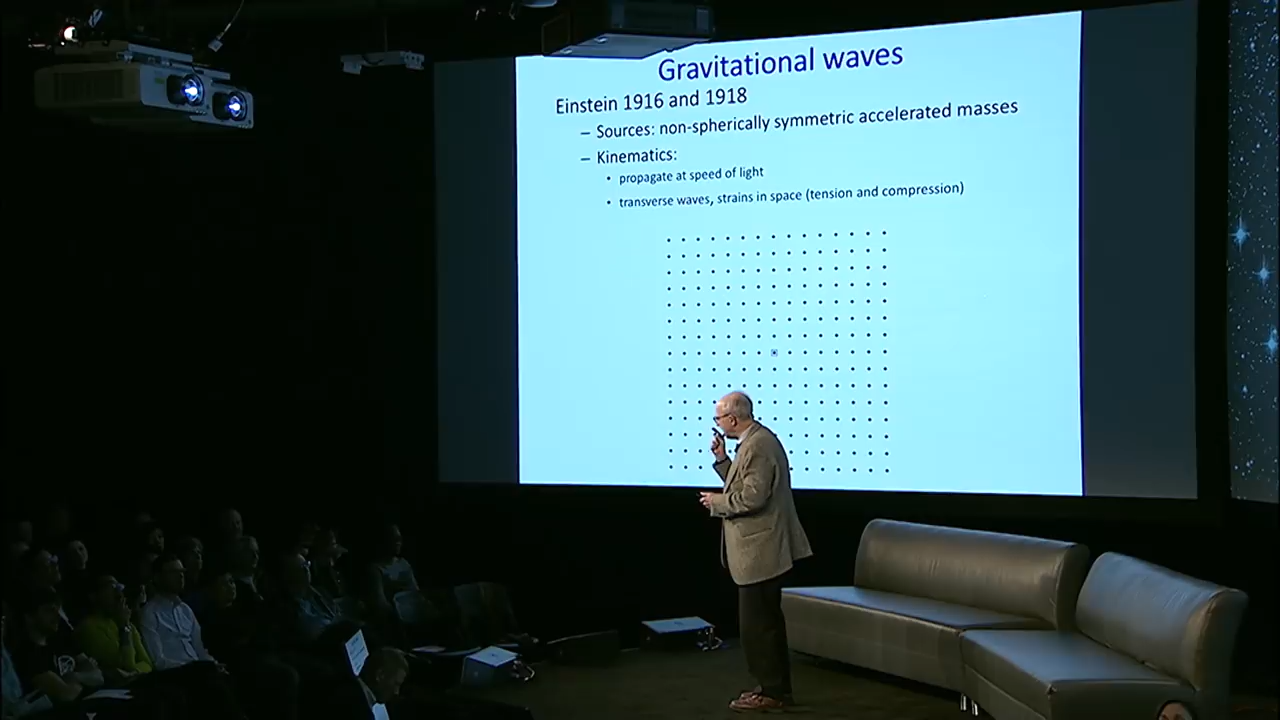 Gravitational waves
Einstein 1916 and 1918
– Sources: non-spherically symmetric accelerated masses
– Kinematics:
• propagate at speed of light
• transverse waves, strains in space (tension and compression)